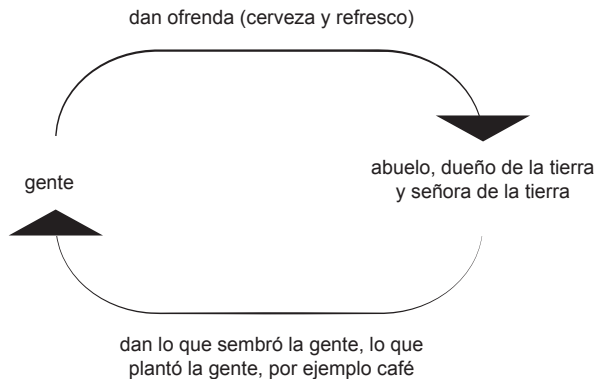 dan ofrenda (cerveza y refresco)
gente
abuelo, dueño de la tierra
y señora de la tierra
dan lo que sembró la gente, lo que
plantó la gente, por ejemplo café